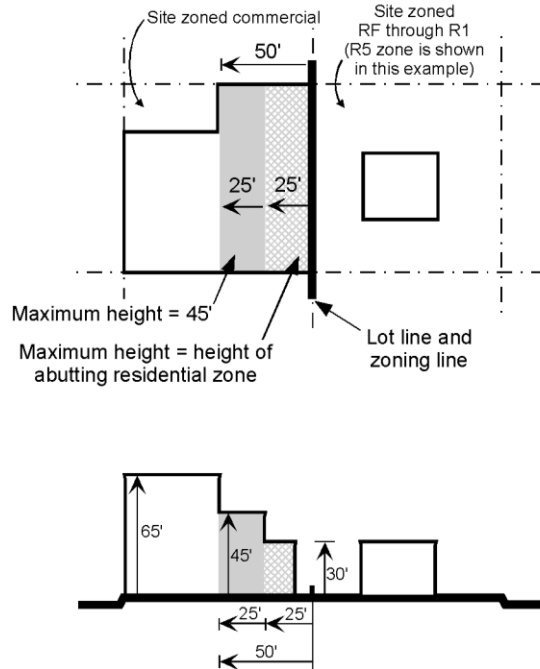 Site zoned commercial
Site zoned
RF through R1
(R5 zone is shown
in this example)
50'
25'
25'
Maximum height = 45'
Maximum height = height of
abutting residential zone
Lot line and
zoning line
65'
45'
30'
25'
25'
50'